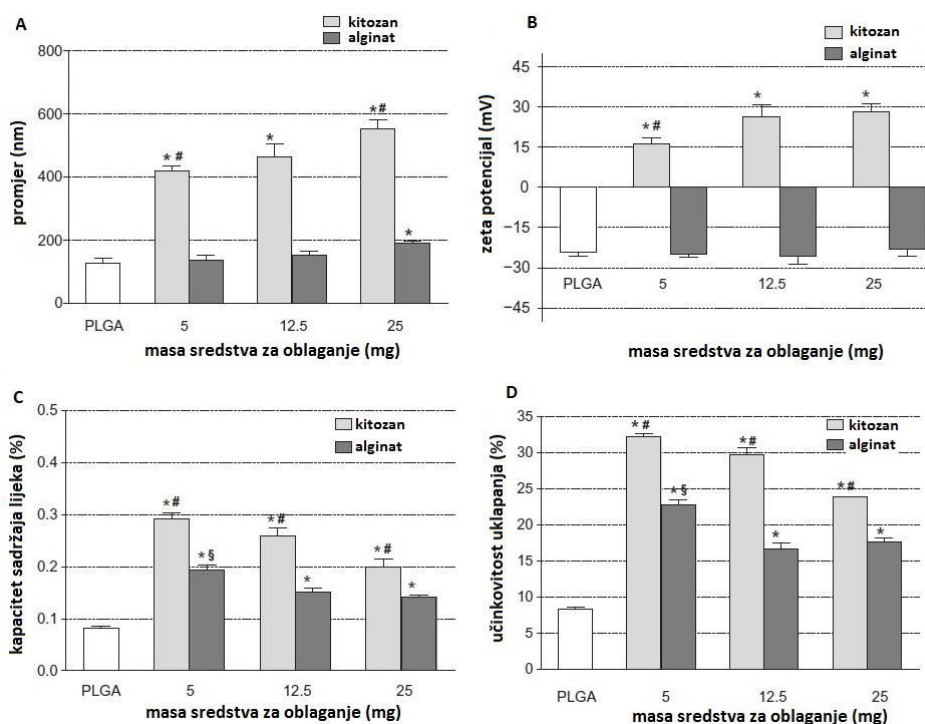 A
kitozan
alginat
800
600
400
200
0
promjer (nm)
* #
*
*#
*
PLGA
5
12.5
25
masa sredstva za oblaganje (mg)
B
kitozan
alginat
45
30
15
0
−15
−30
−45
zeta potencijal (mV)
* #
*
*
PLGA
5
12.5
25
masa sredstva za oblaganje (mg)
C
kitozan
alginat
0.5
0.4
0.3
0.2
0.1
0.0
kapacitet sadržaja lijeka (%)
*#
*§
*#
*
*#
*
PLGA
5
12.5
25
masa sredstva za oblaganje (mg)
D
kitozan
alginat
35
30
25
20
15
10
5
0
učinkovitost uklapanja (%)
*#
*§
*#
*
*#
*
PLGA
5
12.5
25
masa sredstva za oblaganje (mg)